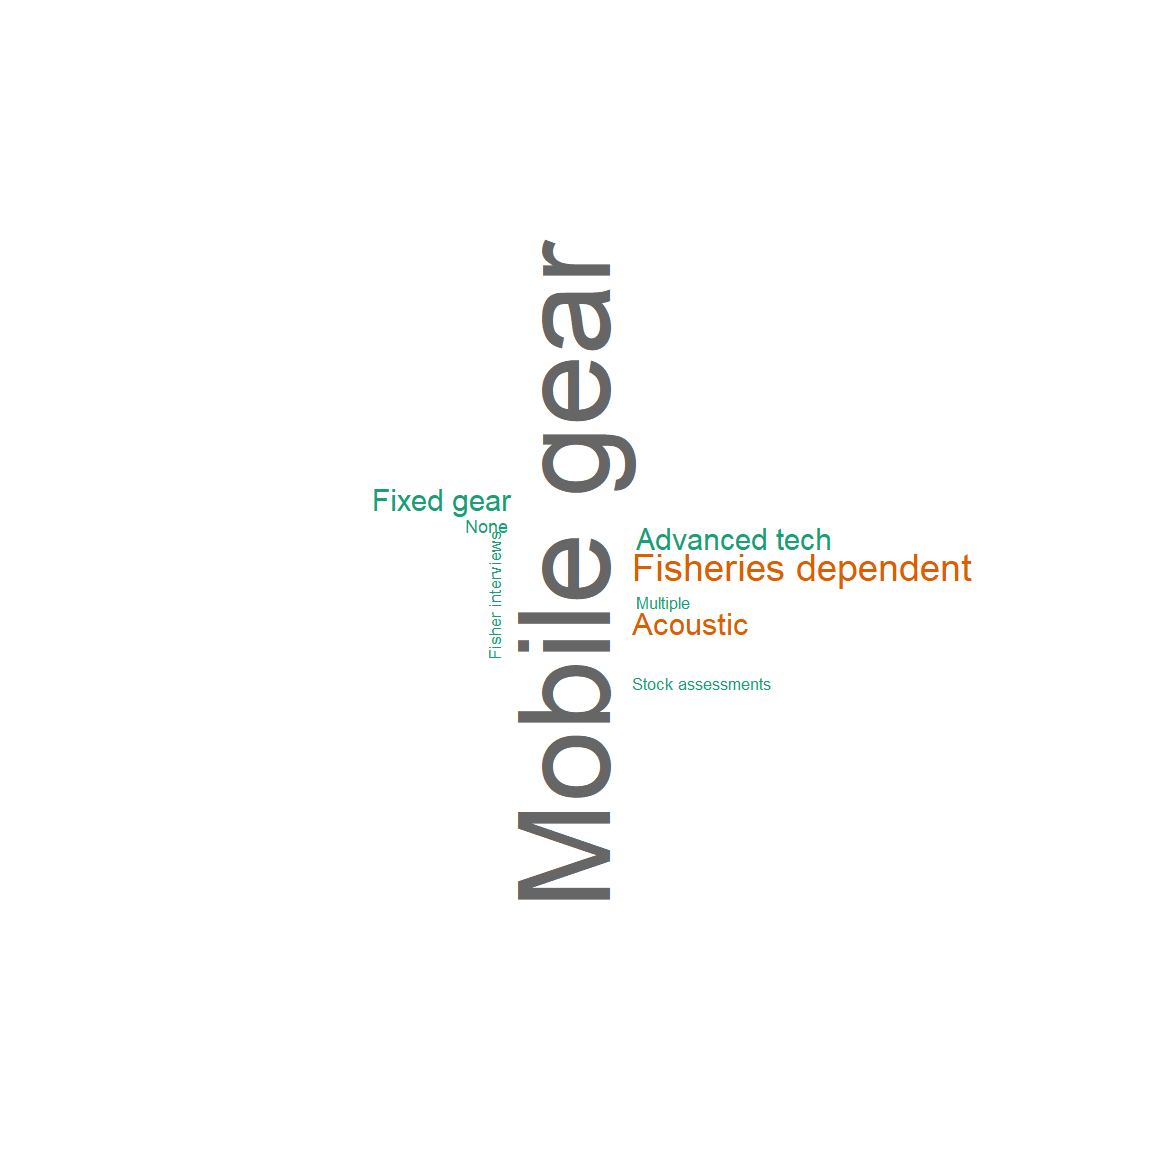 Mobile gear
Fixed gear
None
Fisher interviews
Advanced tech
Fisheries dependent
Multiple
Acoustic
Stock assessments